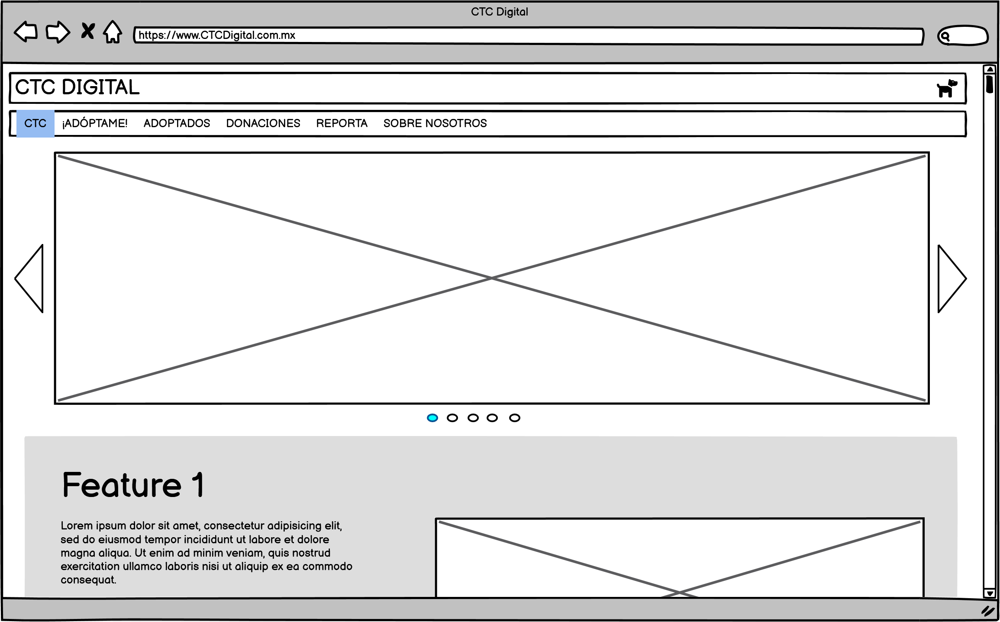 CTC Digital
https://www.CTCDigital.com.mx
CTC DIGITAL
CTC ¡ADÓPTAME! ADOPTADOS DONACIONES REPORTA SOBRE NOSOTROS
Feature 1
Lorem ipsum dolor sit amet, consectetur adipisicing elit,
sed do eiusmod tempor incididunt ut labore et dolore
magna aliqua. Ut enim ad minim veniam, quis nostrud
exercitation ullamco laboris nisi ut aliquip ex ea commodo
consequat.